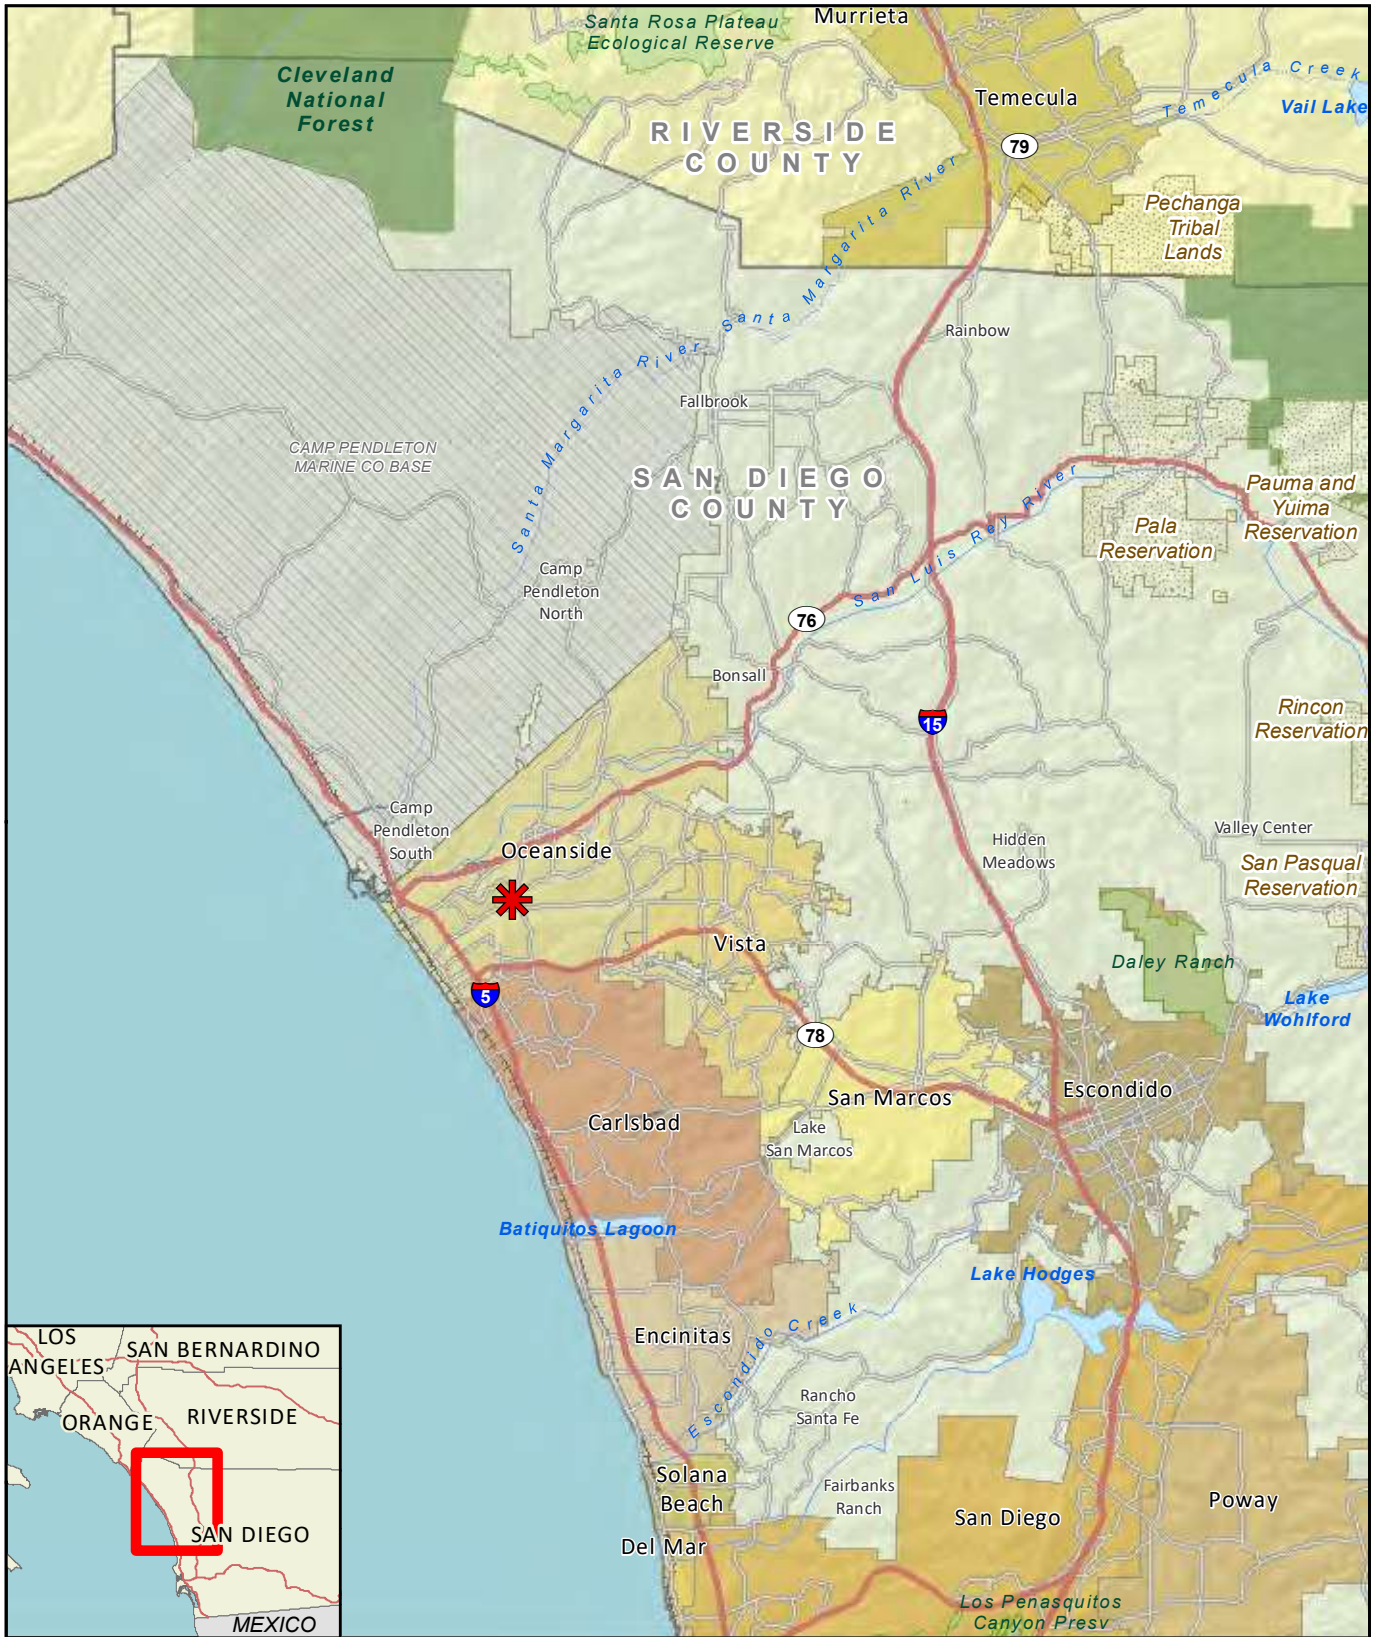 Santa Rosa Plateau
Ecological Reserve
Murrieta
Cleveland
National
Forest
Temecula
Temecula Creek
Vail Lake
RIVERSIDE
COUNTY
79
Santa Margarita River
Pechanga
Tribal
Lands
Rainbow
Santa Margarita River
Fallbrook
CAMP PENDLETON
MARINE CO BASE
SAN DIEGO
COUNTY
San Luis Rey River
Pauma and
Yuima
Reservation
Pala
Reservation
Camp
Pendleton
North
76
Bonsall
15
Rincon
Reservation
Camp
Pendleton
South
Oceanside
Hidden
Meadows
Valley Center
San Pasqual
Reservation
Vista
Daley Ranch
5
Lake
Wohlford
78
San Marcos
Escondido
Carlsbad
Lake
San Marcos
Batiquitos Lagoon
Lake Hodges
Encinitas
Escondido Creek
Rancho
Santa Fe
Solana
Beach
Fairbanks
Ranch
San Diego
Poway
Del Mar
Los Penasquitos
Canyon Presv
LOS
ANGELES
SAN BERNARDINO
ORANGE
RIVERSIDE
SAN DIEGO
MEXICO